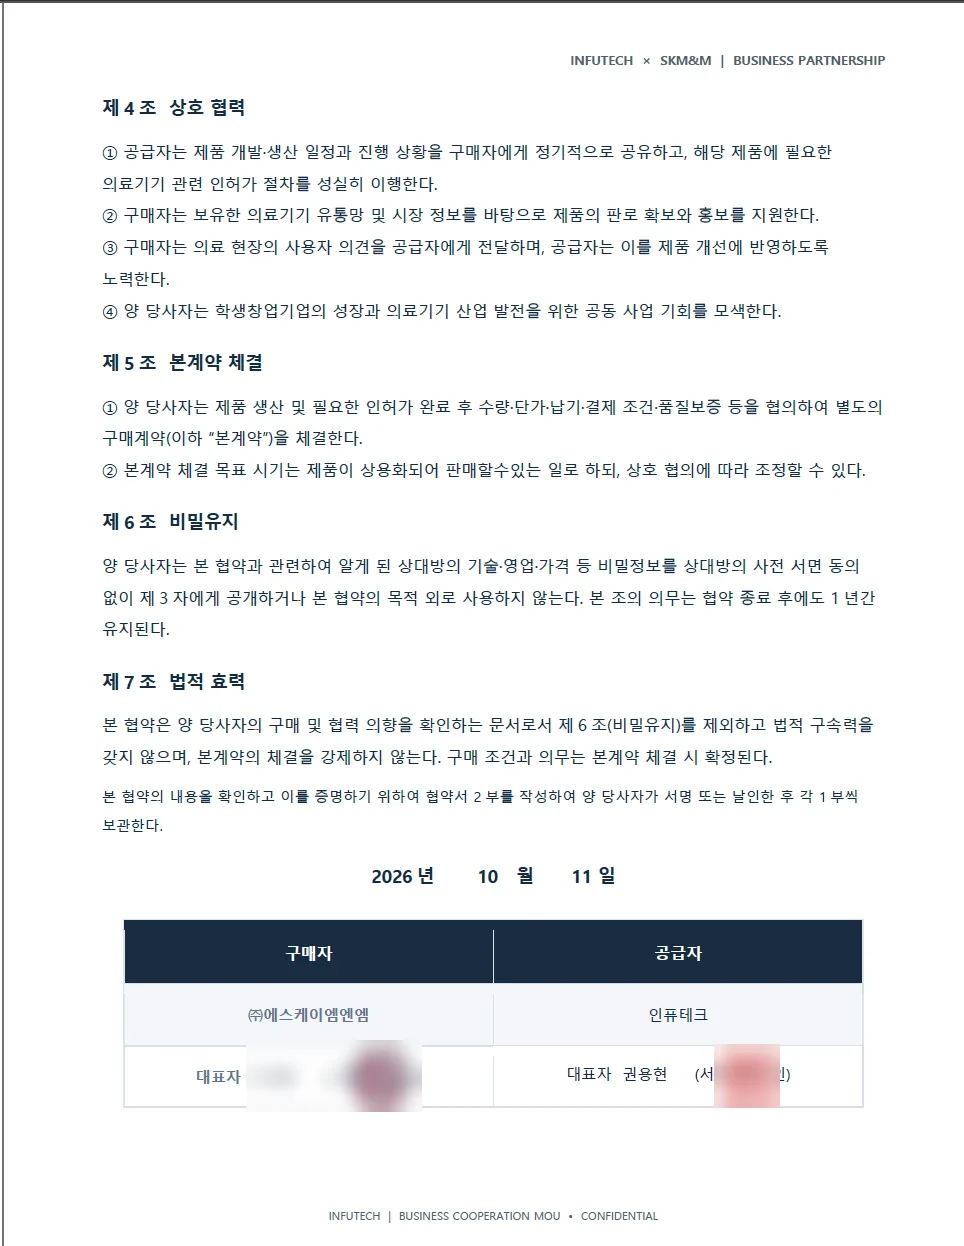 INFUTECH × SKM&M | BUSINESS PARTNERSHIP
제 4 조 상호 협력
① 공급자는 제품 개발·생산 일정과 진행 상황을 구매자에게 정기적으로 공유하고, 해당 제품에 필요한
의료기기 관련 인허가 절차를 성실히 이행한다.
② 구매자는 보유한 의료기기 유통망 및 시장 정보를 바탕으로 제품의 판로 확보와 홍보를 지원한다.
③ 구매자는 의료 현장의 사용자 의견을 공급자에게 전달하며, 공급자는 이를 제품 개선에 반영하도록
노력한다.
④ 양 당사자는 학생창업기업의 성장과 의료기기 산업 발전을 위한 공동 사업 기회를 모색한다.
제 5 조 본계약 체결
① 양 당사자는 제품 생산 및 필요한 인허가 완료 후 수량·단가·납기·결제 조건·품질보증 등을 협의하여 별도의
구매계약(이하 “본계약”)을 체결한다.
② 본계약 체결 목표 시기는 제품이 상용화되어 판매할수있는 일로 하되, 상호 협의에 따라 조정할 수 있다.
제 6 조 비밀유지
양 당사자는 본 협약과 관련하여 알게 된 상대방의 기술·영업·가격 등 비밀정보를 상대방의 사전 서면 동의
없이 제 3 자에게 공개하거나 본 협약의 목적 외로 사용하지 않는다. 본 조의 의무는 협약 종료 후에도 1 년간
유지된다.
제 7 조 법적 효력
본 협약은 양 당사자의 구매 및 협력 의향을 확인하는 문서로서 제 6 조(비밀유지)를 제외하고 법적 구속력을
갖지 않으며, 본계약의 체결을 강제하지 않는다. 구매 조건과 의무는 본계약 체결 시 확정된다.
본 협약의 내용을 확인하고 이를 증명하기 위하여 협약서 2 부를 작성하여 양 당사자가 서명 또는 날인한 후 각 1 부씩
보관한다.
2026 년 10 월 11 일
구매자 공급자
㈜에스케이엠엔엠 인퓨테크
대표자 대표자 권용현 (서 인)
INFUTECH | BUSINESS COOPERATION MOU • CONFIDENTIAL